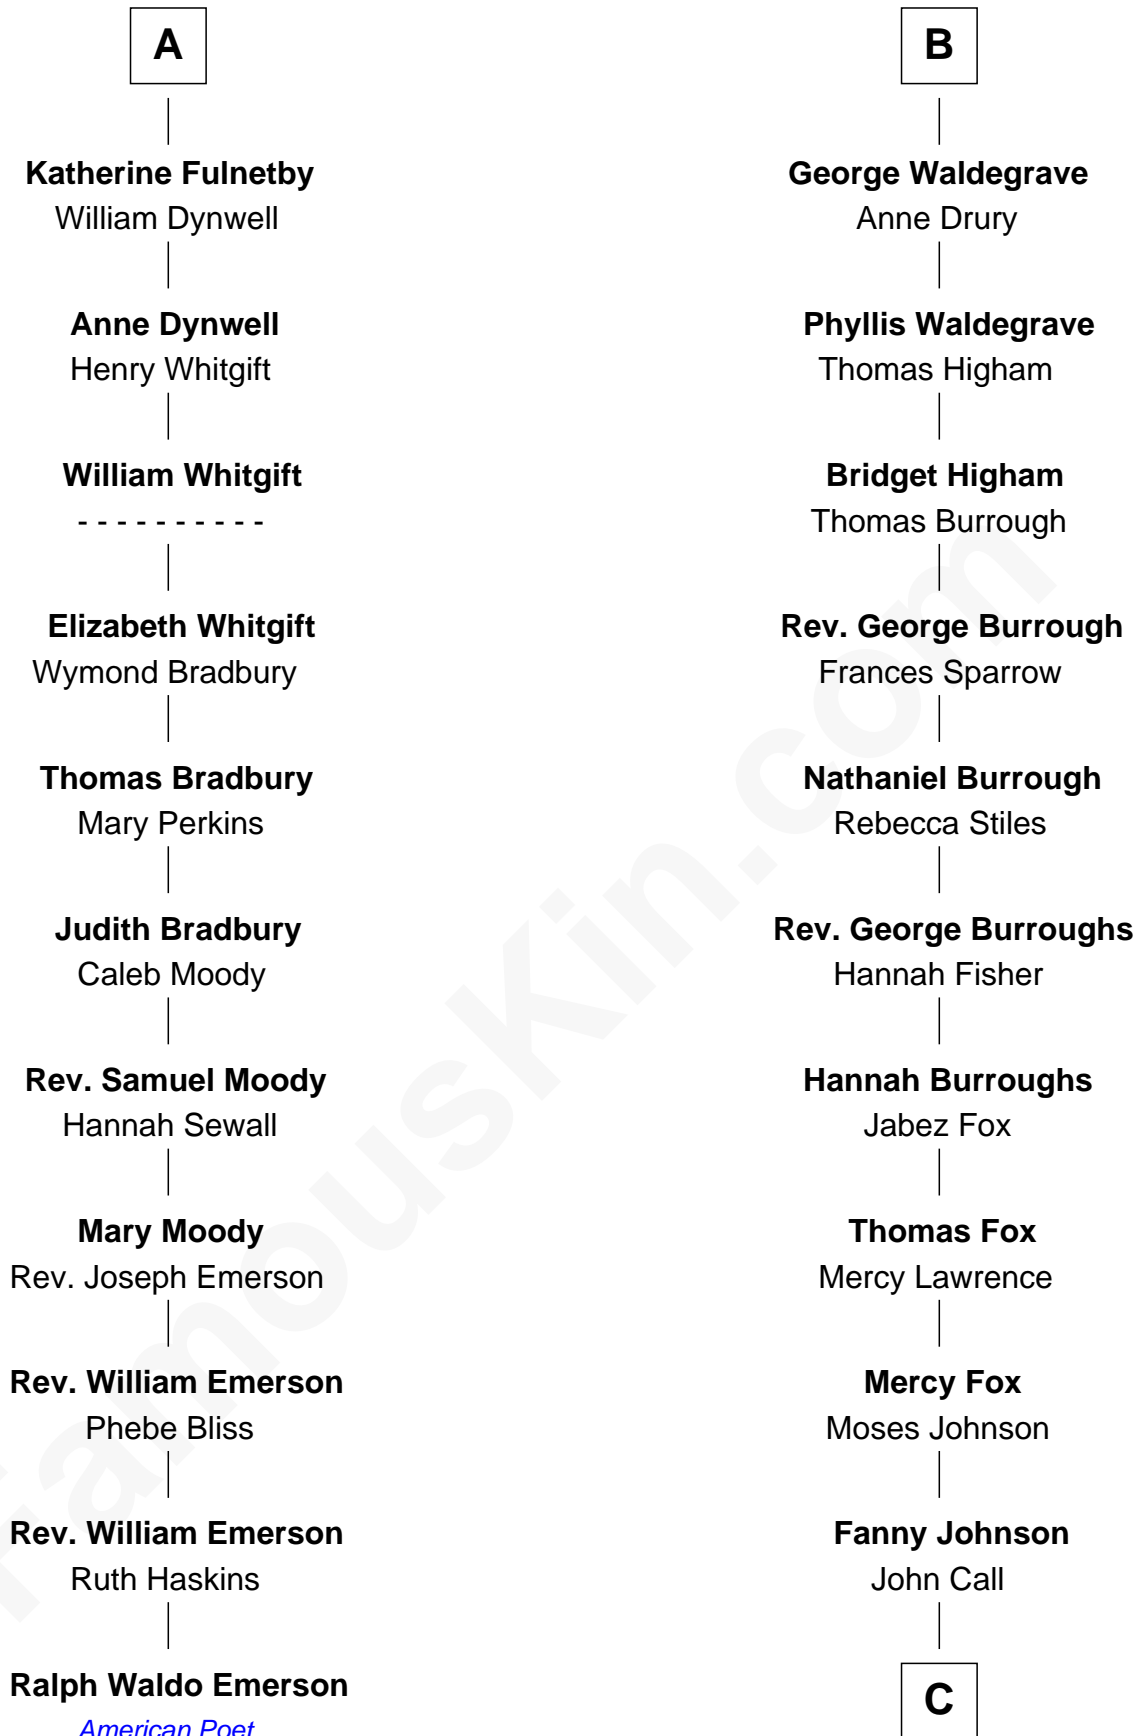 A
Katherine Fulnetby
William Dynwell
Anne Dynwell
Henry Whitgift
William Whitgift
- - - - - - - - - -
Elizabeth Whitgift
Wymond Bradbury
Thomas Bradbury
Mary Perkins
Judith Bradbury
Caleb Moody
Rev. Samuel Moody
Hannah Sewall
Mary Moody
Rev. Joseph Emerson
Rev. William Emerson
Phebe Bliss
Rev. William Emerson
Ruth Haskins
Ralph Waldo Emerson
American Poet
B
George Waldegrave
Anne Drury
Phyllis Waldegrave
Thomas Higham
Bridget Higham
Thomas Burrough
Rev. George Burrough
Frances Sparrow
Nathaniel Burrough
Rebecca Stiles
Rev. George Burroughs
Hannah Fisher
Hannah Burroughs
Jabez Fox
Thomas Fox
Mercy Lawrence
Mercy Fox
Moses Johnson
Fanny Johnson
John Call
C
FamousKin.com